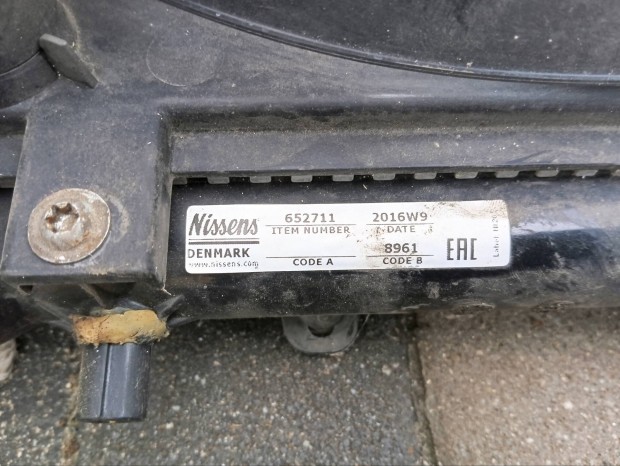 Nissens 652711 2016W9
ITEM NUMBER DATE
DENMARK 8961 EAC
www.nissens.com CODE A CODE B